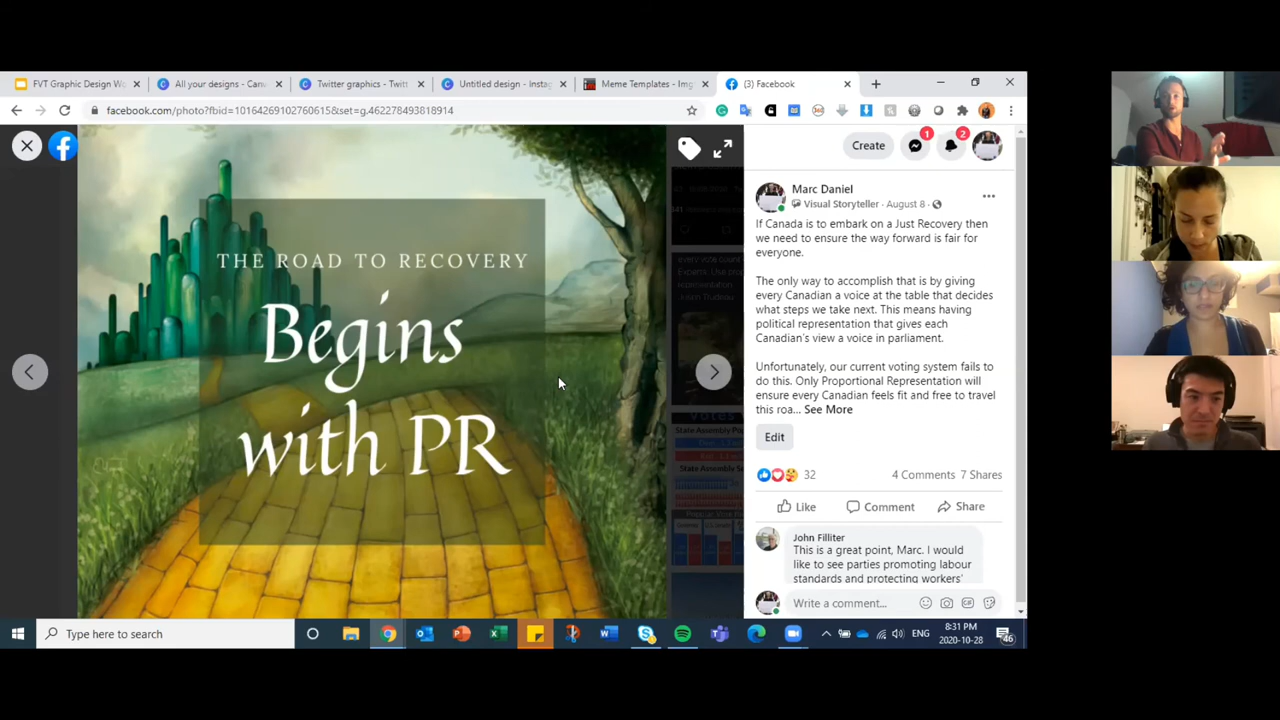 FVT Graphic Design Wo
All your designs - Canv
Twitter graphics - Twitt
Untitled design - Instag
Meme Templates - Img
(3) Facebook
facebook.com/photo?fbid=10164269102760615&set=g.462278493818914
THE ROAD TO RECOVERY
Begins
with PR
Create
1
2
Marc Daniel
Visual Storyteller · August 8 ·
If Canada is to embark on a Just Recovery then
we need to ensure the way forward is fair for
everyone.
The only way to accomplish that is by giving
every Canadian a voice at the table that decides
what steps we take next. This means having
political representation that gives each
Canadian's view a voice in parliament.
Unfortunately, our current voting system fails to
do this. Only Proportional Representation will
ensure every Canadian feels fit and free to travel
this roa... See More
Edit
32
4 Comments 7 Shares
Like
Comment
Share
John Filliter
This is a great point, Marc. I would
like to see parties promoting labour
standards and protecting workers'
Write a comment...
Type here to search
ENG
8:31 PM
2020-10-28
46